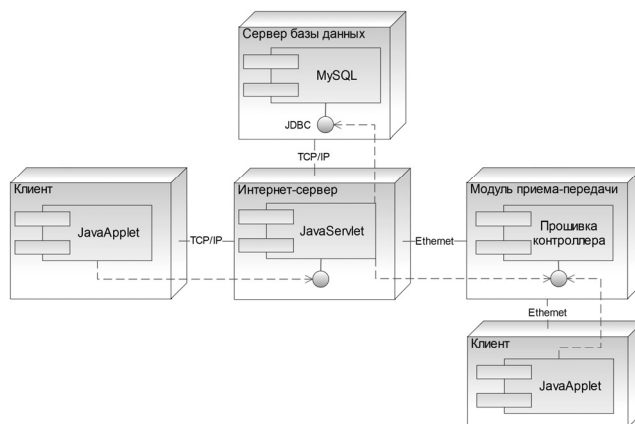 Сервер базы данных
MySQL
JDBC
TCP/IP
Клиент
JavaApplet
TCP/IP
Интернет-сервер
JavaServlet
Ethernet
Модуль приема-передачи
Прошивка
контроллера
Ethernet
Клиент
JavaApplet